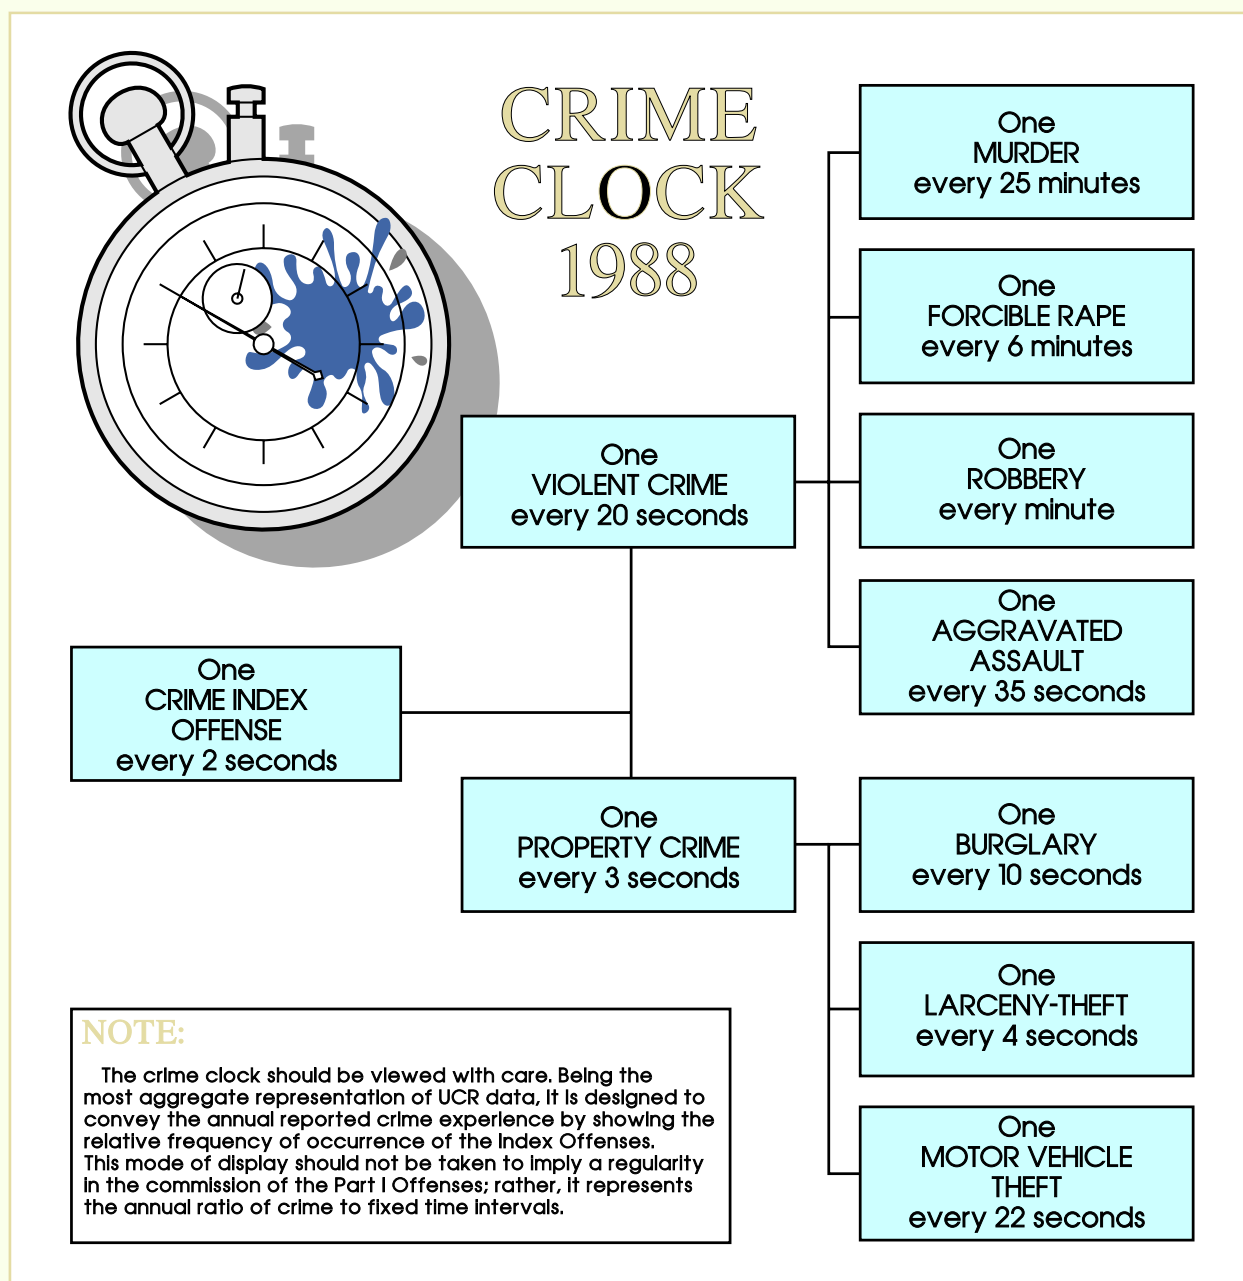 CRIME
CLOCK
1988
One
MURDER
every 25 minutes
One
FORCIBLE RAPE
every 6 minutes
One
ROBBERY
every minute
One
AGGRAVATED
ASSAULT
every 35 seconds
One
VIOLENT CRIME
every 20 seconds
One
CRIME INDEX
OFFENSE
every 2 seconds
One
PROPERTY CRIME
every 3 seconds
One
BURGLARY
every 10 seconds
One
LARCENY-THEFT
every 4 seconds
One
MOTOR VEHICLE
THEFT
every 22 seconds
NOTE:
The crime clock should be viewed with care. Being the
most aggregate representation of UCR data, it is designed to
convey the annual reported crime experience by showing the
relative frequency of occurrence of the Index Offenses.
This mode of display should not be taken to imply a regularity
in the commission of the Part I Offenses; rather, it represents
the annual ratio of crime to fixed time intervals.